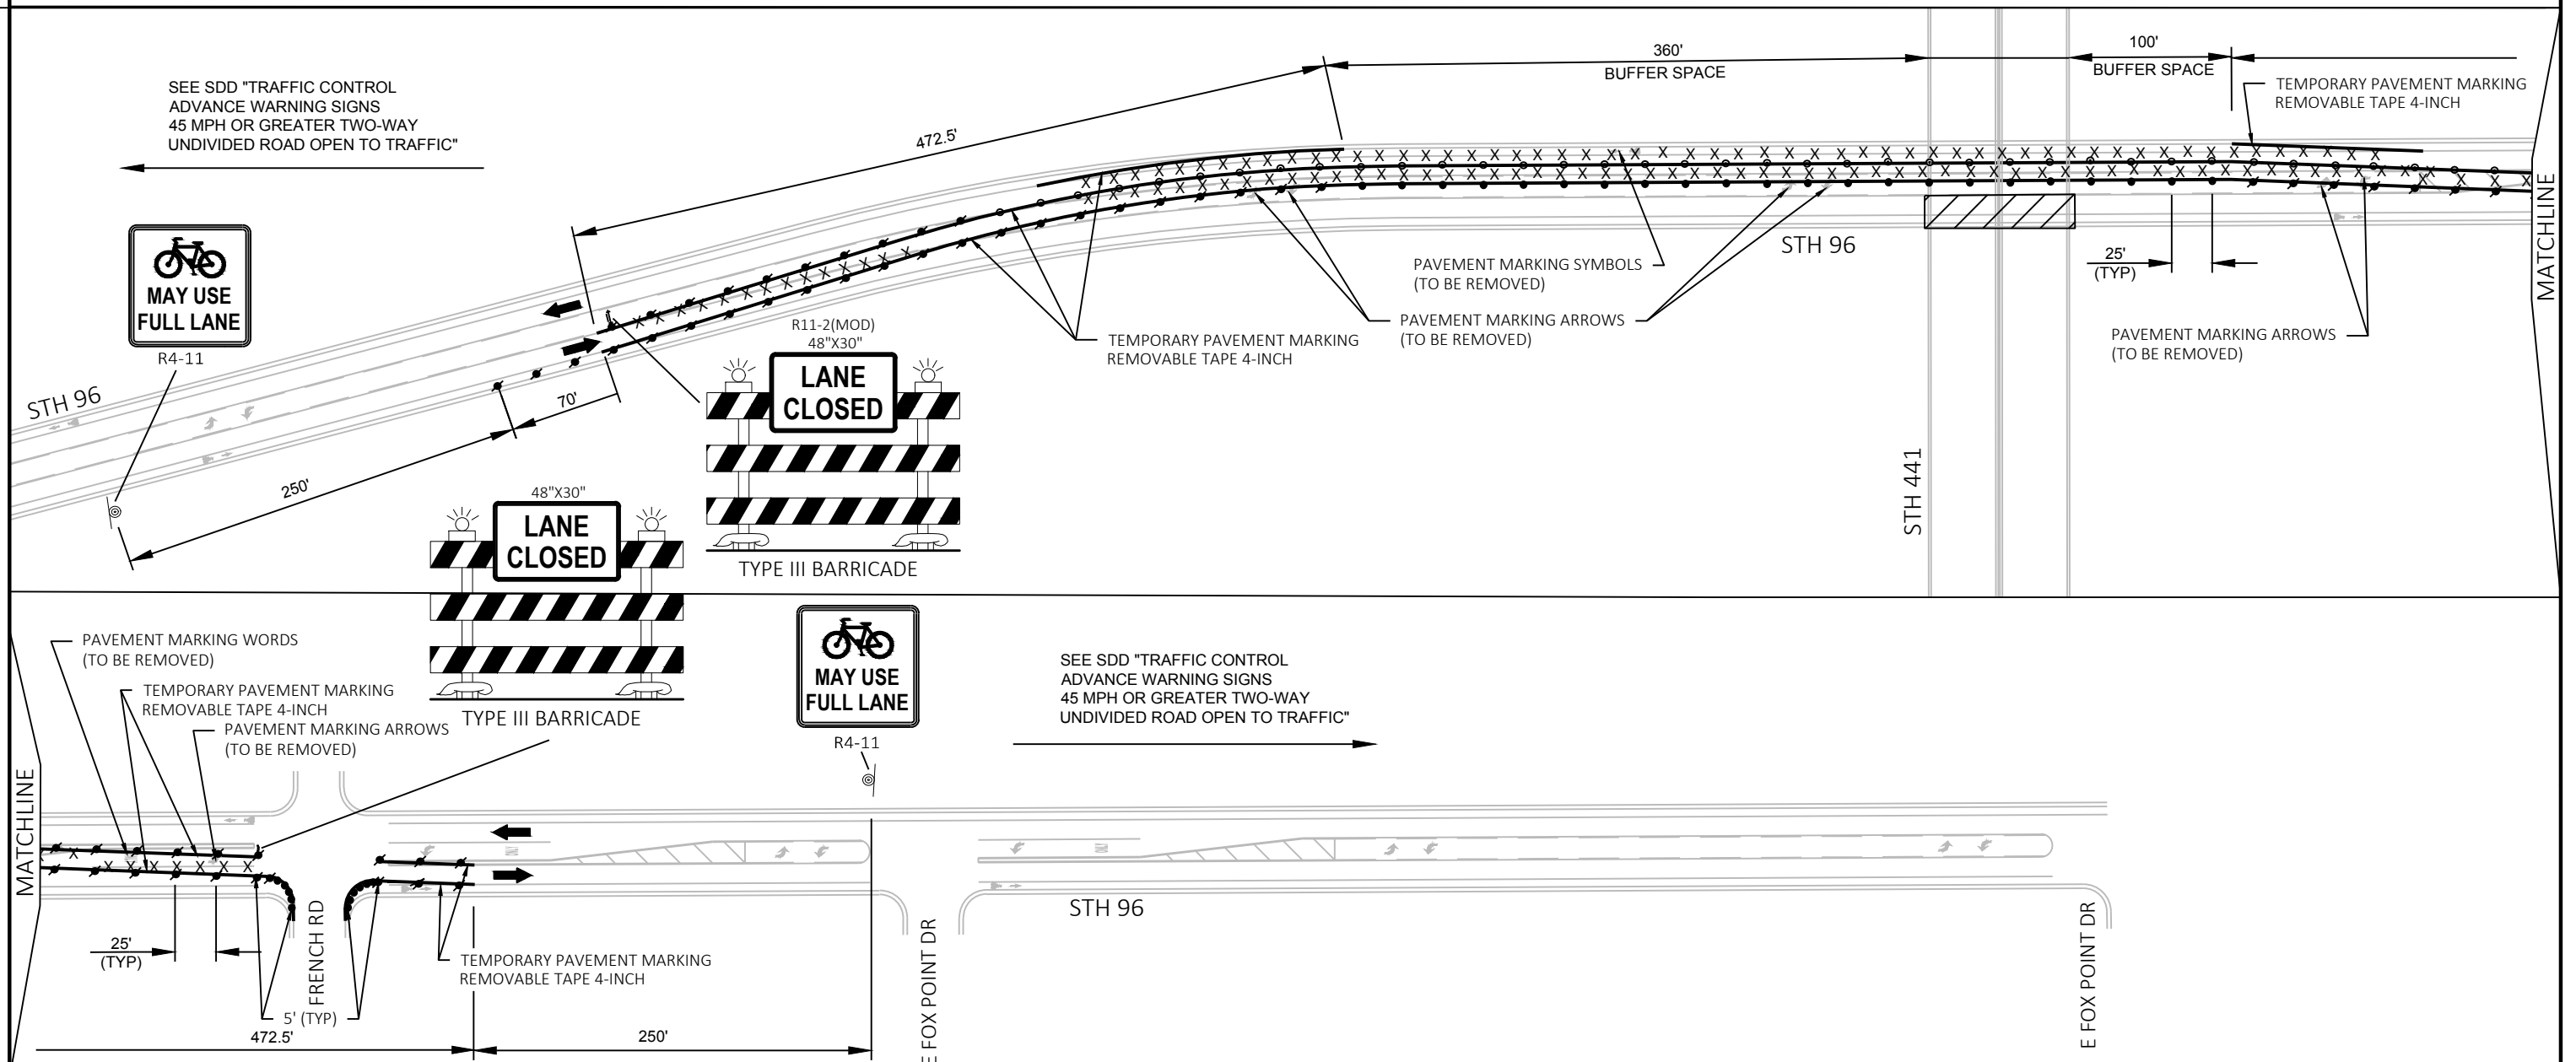 360'
BUFFER SPACE
100'
BUFFER SPACE
SEE SDD "TRAFFIC CONTROL
ADVANCE WARNING SIGNS
45 MPH OR GREATER TWO-WAY
UNDIVIDED ROAD OPEN TO TRAFFIC"
TEMPORARY PAVEMENT MARKING
REMOVABLE TAPE 4-INCH
472.5'
MATCHLINE
MAY USE
FULL LANE
R4-11
STH 96
STH 96
PAVEMENT MARKING SYMBOLS
(TO BE REMOVED)
25'
(TYP)
PAVEMENT MARKING ARROWS
(TO BE REMOVED)
PAVEMENT MARKING ARROWS
(TO BE REMOVED)
TEMPORARY PAVEMENT MARKING
REMOVABLE TAPE 4-INCH
R11-2(MOD)
48"X30"
LANE
CLOSED
TYPE III BARRICADE
70'
250'
STH 441
48"X30"
LANE
CLOSED
TYPE III BARRICADE
MAY USE
FULL LANE
R4-11
PAVEMENT MARKING WORDS
(TO BE REMOVED)
TEMPORARY PAVEMENT MARKING
REMOVABLE TAPE 4-INCH
PAVEMENT MARKING ARROWS
(TO BE REMOVED)
SEE SDD "TRAFFIC CONTROL
ADVANCE WARNING SIGNS
45 MPH OR GREATER TWO-WAY
UNDIVIDED ROAD OPEN TO TRAFFIC"
MATCHLINE
STH 96
25'
(TYP)
FRENCH RD
5' (TYP)
TEMPORARY PAVEMENT MARKING
REMOVABLE TAPE 4-INCH
472.5'
250'
E FOX POINT DR
E FOX POINT DR